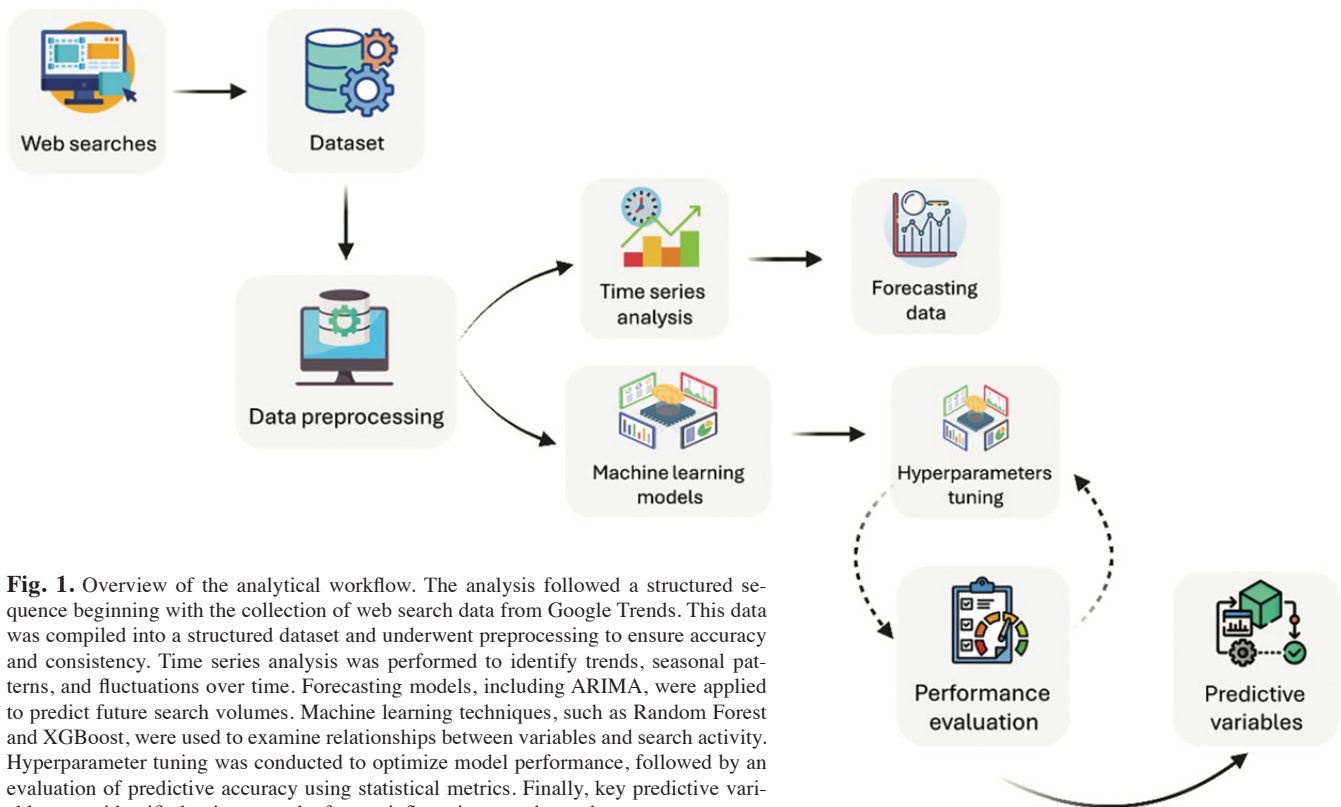 Web searches
Dataset
Data preprocessing
Time series
analysis
Forecasting
data
Machine learning
models
Hyperparameters
tuning
Performance
evaluation
Predictive
variables
Fig. 1. Overview of the analytical workflow. The analysis followed a structured se-
quence beginning with the collection of web search data from Google Trends. This data
was compiled into a structured dataset and underwent preprocessing to ensure accuracy
and consistency. Time series analysis was performed to identify trends, seasonal pat-
terns, and fluctuations over time. Forecasting models, including ARIMA, were applied
to predict future search volumes. Machine learning techniques, such as Random Forest
and XGBoost, were used to examine relationships between variables and search activity.
Hyperparameter tuning was conducted to optimize model performance, followed by an
evaluation of predictive accuracy using statistical metrics. Finally, key predictive vari-